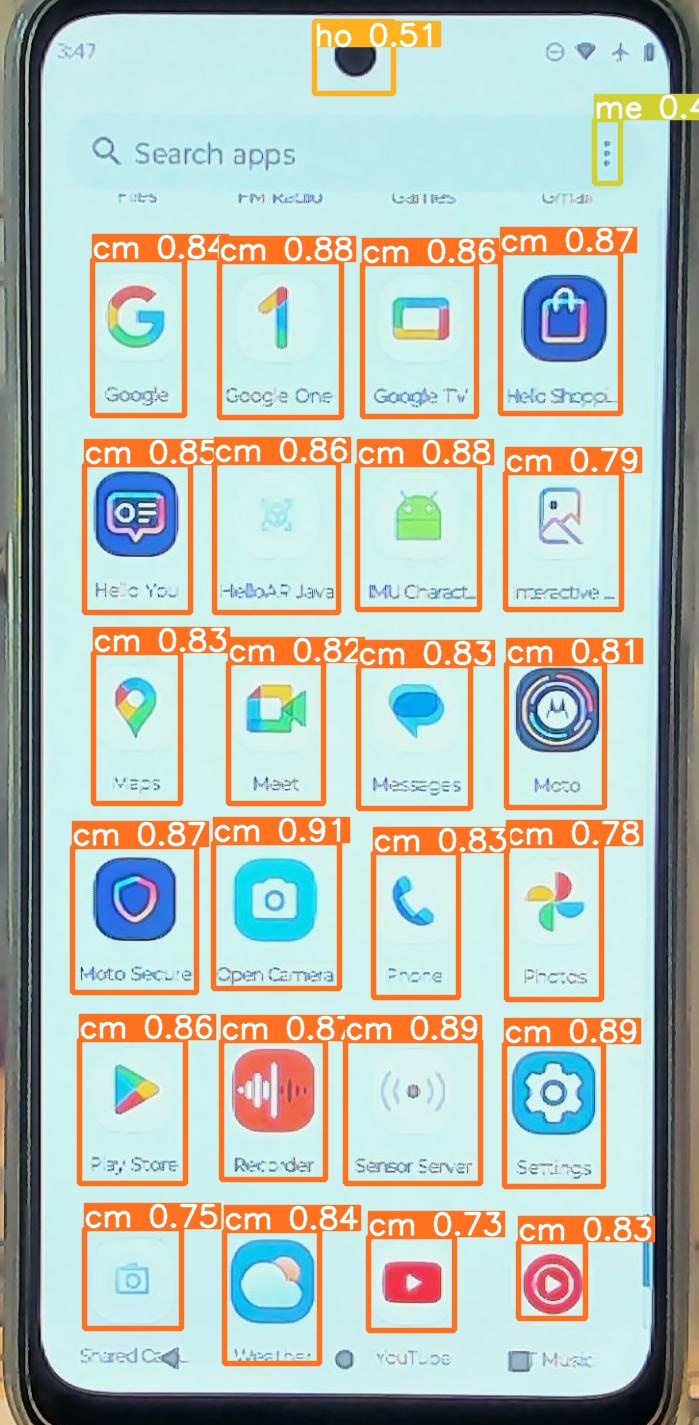 ho 0.51
3:47
me 0.4
Search apps
Files FM Radio Games Gmail
cm 0.84 cm 0.88 cm 0.86 cm 0.87
Google Google One Google TV Hello Shoppi...
cm 0.85 cm 0.86 cm 0.88 cm 0.79
Hello You HelloAR Java IMU Charact... Interactive ...
cm 0.83 cm 0.82 cm 0.83 cm 0.81
Maps Meet Messages Moto
cm 0.87 cm 0.91 cm 0.83 cm 0.78
Moto Secure Open Camera Phone Photos
cm 0.86 cm 0.87 cm 0.89 cm 0.89
Play Store Recorder Sensor Server Settings
cm 0.75 cm 0.84 cm 0.73 cm 0.83
Shared Weather YouTube Music